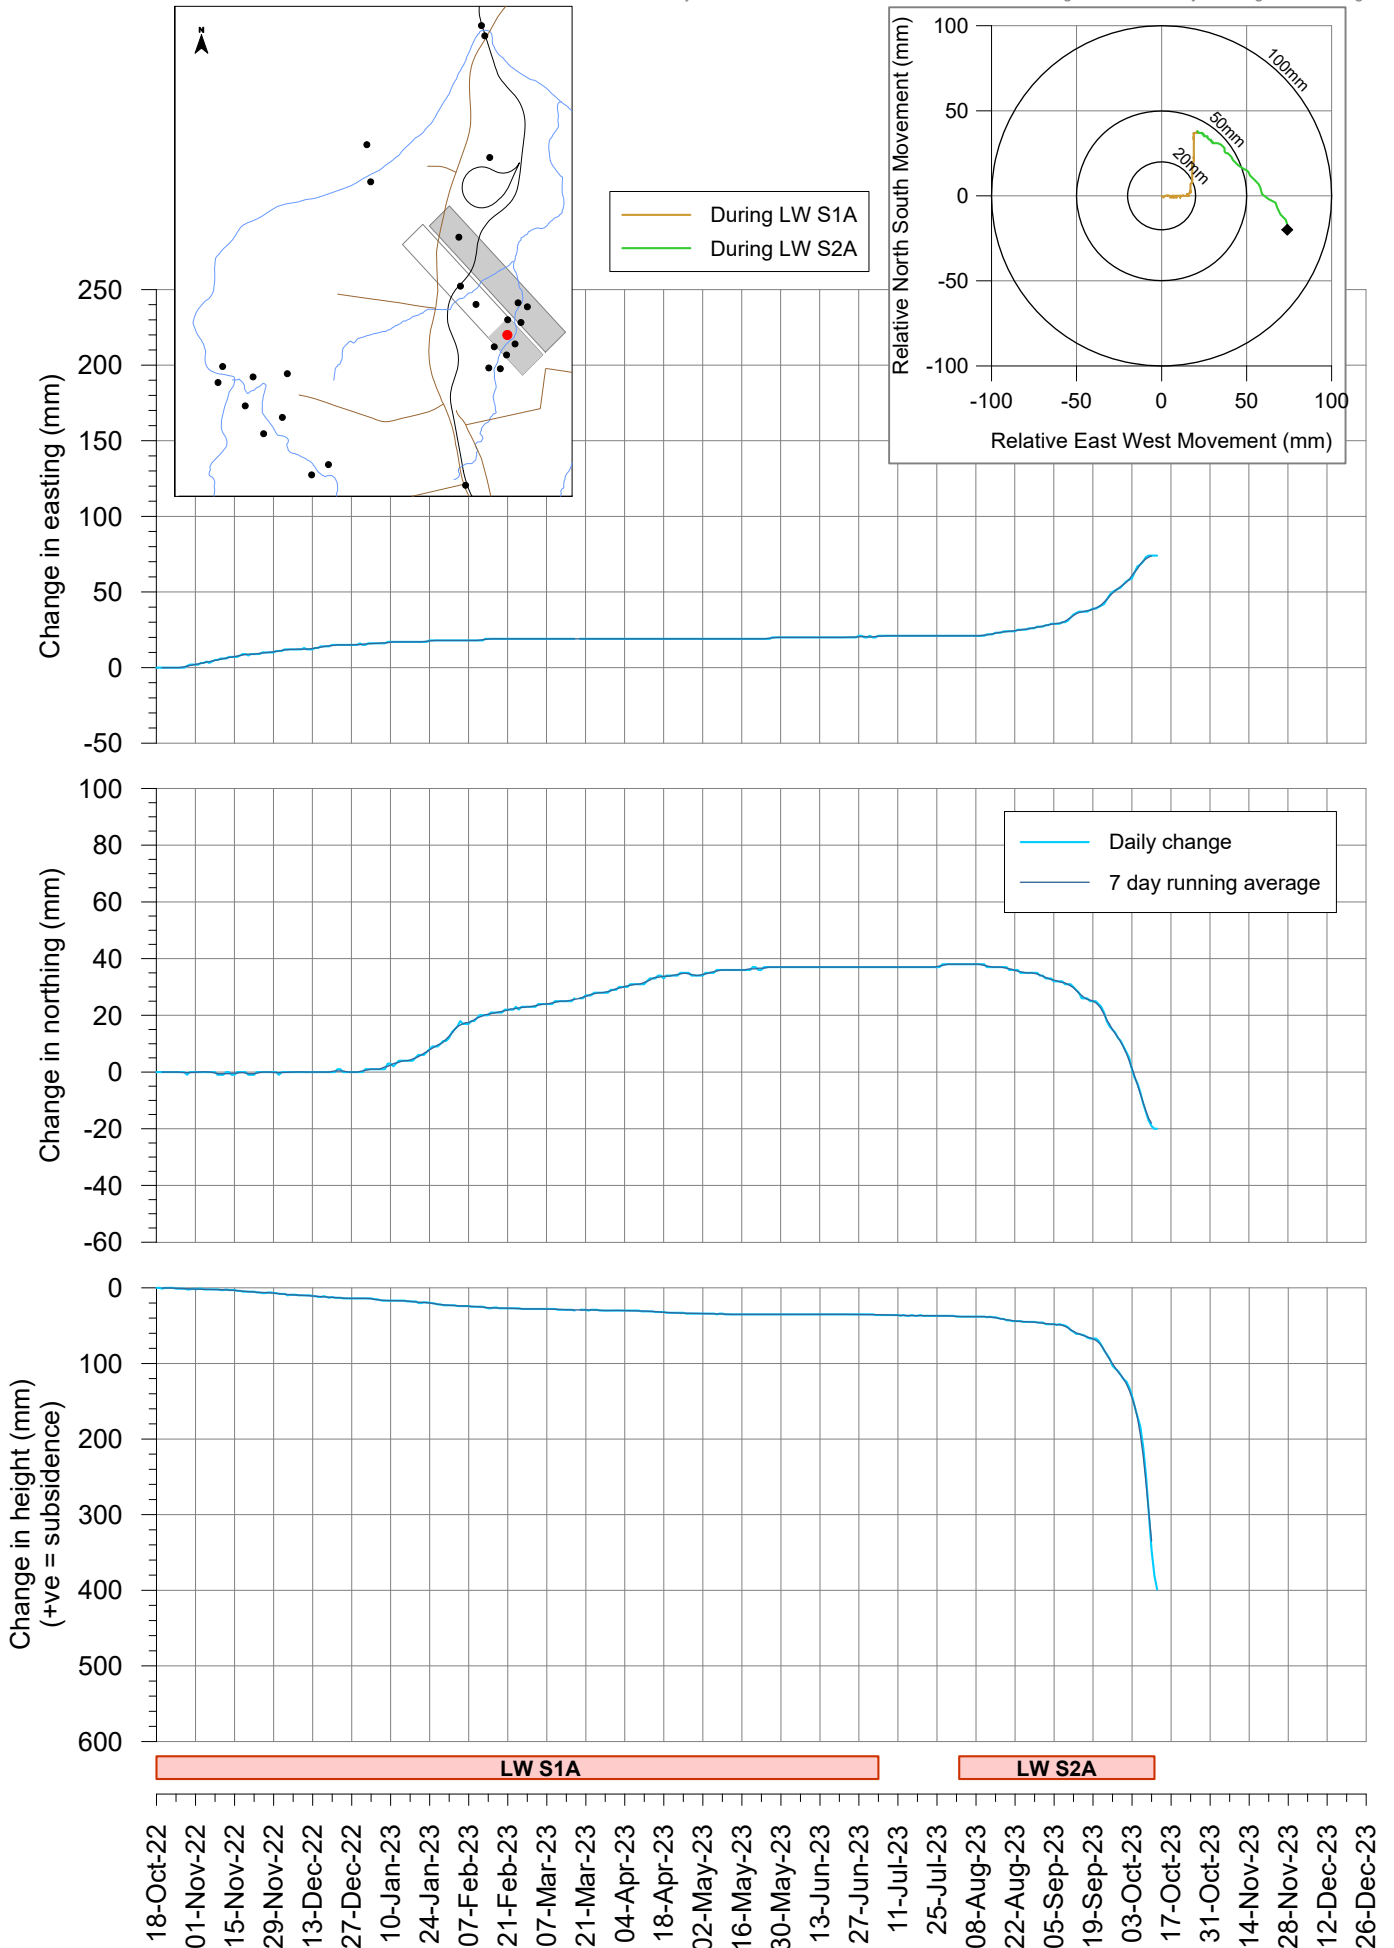 N
During LW S1A
During LW S2A
Relative North South Movement (mm)
100
50
0
-50
-100
100mm
50mm
20mm
-100
-50
0
50
100
Relative East West Movement (mm)
Change in easting (mm)
250
200
150
100
50
0
-50
Change in northing (mm)
100
80
60
40
20
0
-20
-40
-60
Daily change
7 day running average
Change in height (mm)
(+ve = subsidence)
0
100
200
300
400
500
600
LW S1A
LW S2A
18-Oct-22
01-Nov-22
15-Nov-22
29-Nov-22
13-Dec-22
27-Dec-22
10-Jan-23
24-Jan-23
07-Feb-23
21-Feb-23
07-Mar-23
21-Mar-23
04-Apr-23
18-Apr-23
02-May-23
16-May-23
30-May-23
13-Jun-23
27-Jun-23
11-Jul-23
25-Jul-23
08-Aug-23
22-Aug-23
05-Sep-23
19-Sep-23
03-Oct-23
17-Oct-23
31-Oct-23
14-Nov-23
28-Nov-23
12-Dec-23
26-Dec-23